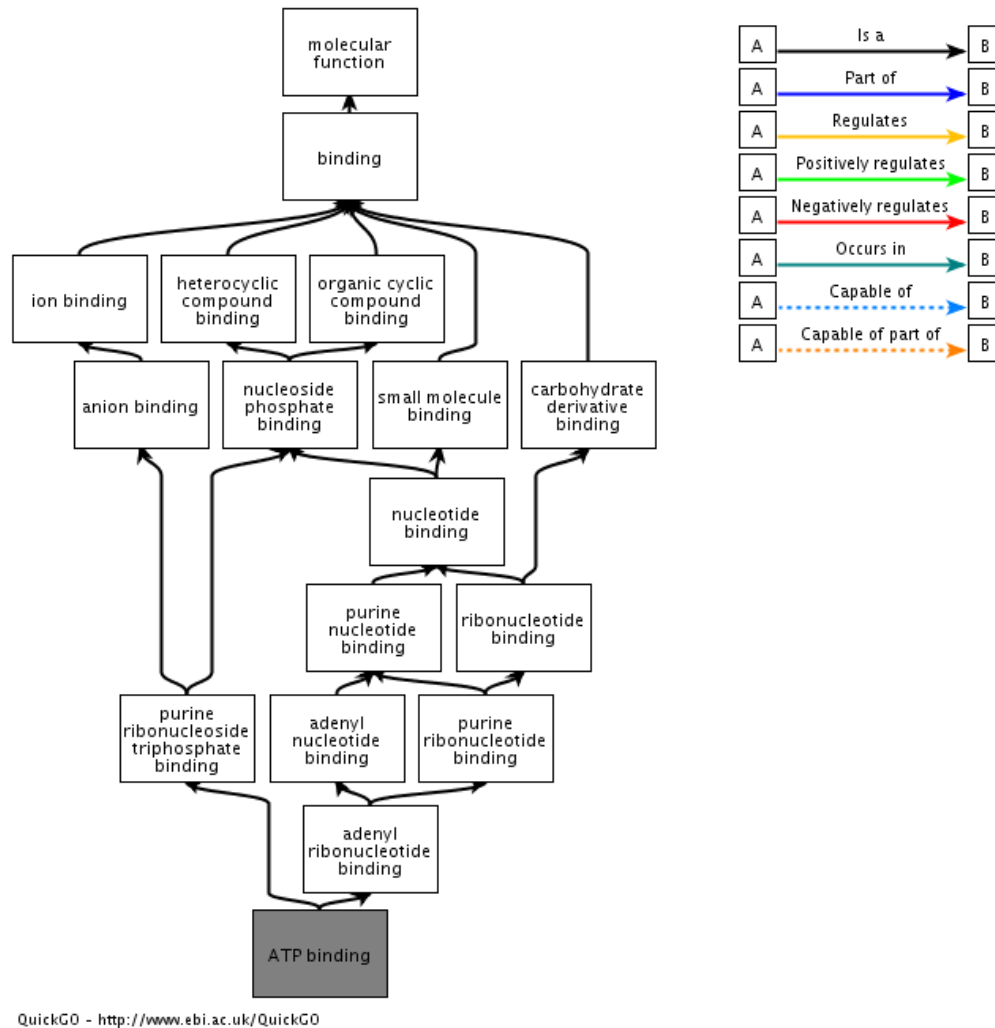 molecular
function
binding
ion binding
heterocyclic
compound
binding
organic cyclic
compound
binding
anion binding
nucleoside
phosphate
binding
small molecule
binding
carbohydrate
derivative
binding
nucleotide
binding
purine
nucleotide
binding
ribonucleotide
binding
purine
ribonucleoside
triphosphate
binding
adenyl
nucleotide
binding
purine
ribonucleotide
binding
adenyl
ribonucleotide
binding
ATP binding
QuickGO - http://www.ebi.ac.uk/QuickGO
A Is a B
A Part of B
A Regulates B
A Positively regulates B
A Negatively regulates B
A Occurs in B
A Capable of B
A Capable of part of B